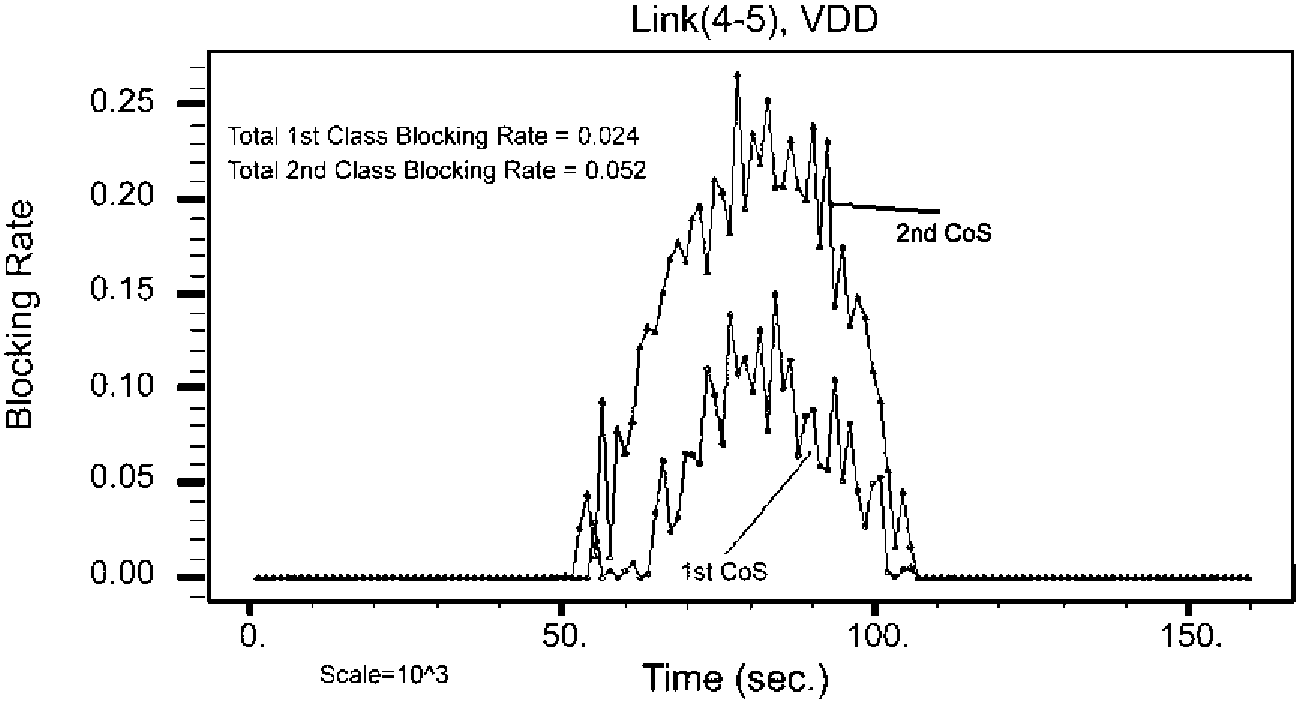 Link(4-5), VDD
0.25
Total 1st Class Blocking Rate = 0.024
Total 2nd Class Blocking Rate = 0.052
0.20
2nd CoS
Blocking Rate
0.15
0.10
0.05
1st CoS
0.00
0.
50.
100.
150.
Scale=10^3
Time (sec.)